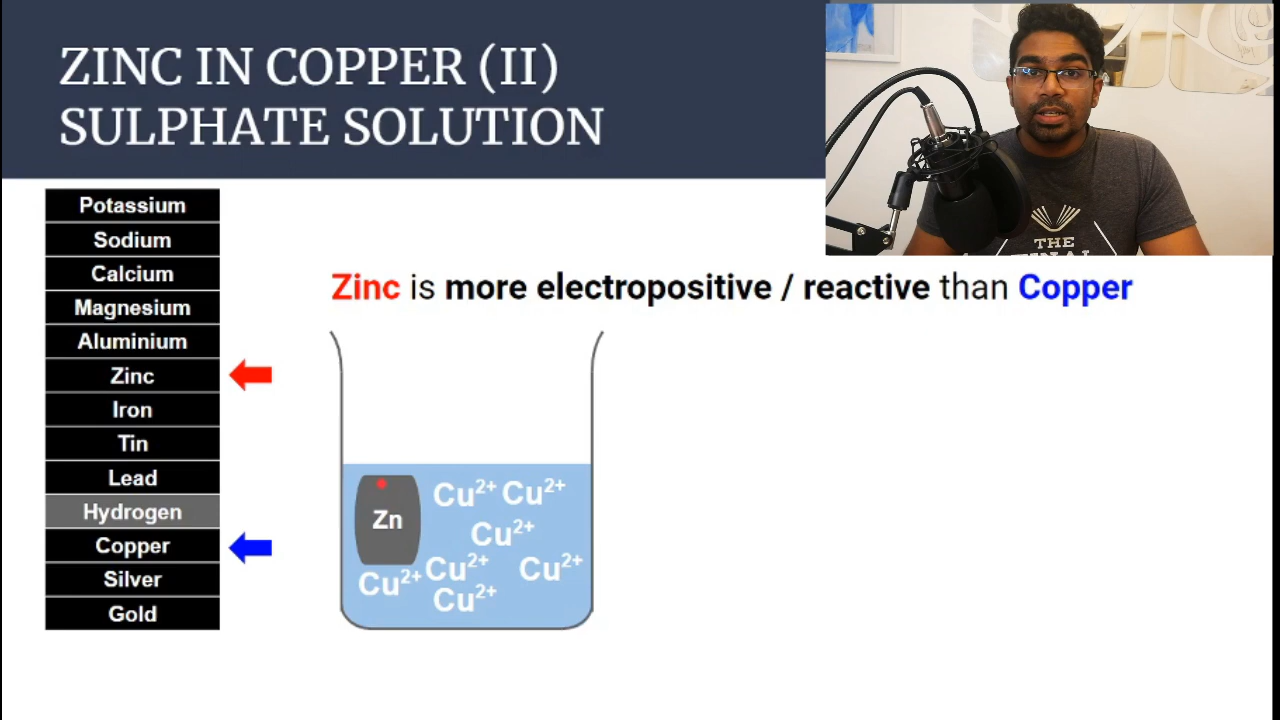 ZINC IN COPPER (II)
SULPHATE SOLUTION
THE
Potassium
Sodium
Calcium
Magnesium
Aluminium
Zinc
Iron
Tin
Lead
Hydrogen
Copper
Silver
Gold
Zinc is more electropositive / reactive than Copper
Zn
Cu²⁺ Cu²⁺
Cu²⁺
Cu²⁺ Cu²⁺ Cu²⁺
Cu²⁺